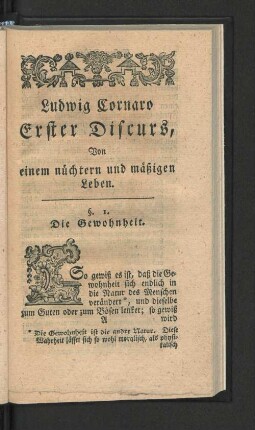 Ludwig Cornaro
Erster Discurs,
Von
einem nüchtern und mäßigen
Leben.
§. 1.
Die Gewohnheit.
So gewiß es ist, daß die Ge-
wohnheit sich endlich in
die Natur des Menschen
verändert*, und dieselbe
zum Guten oder zum Bösen lenket; so gewiß
A wird
* Die Gewohnheit ist die andre Natur. Diese
Wahrheit lässet sich so wohl moralisch, als physi-
kalisch